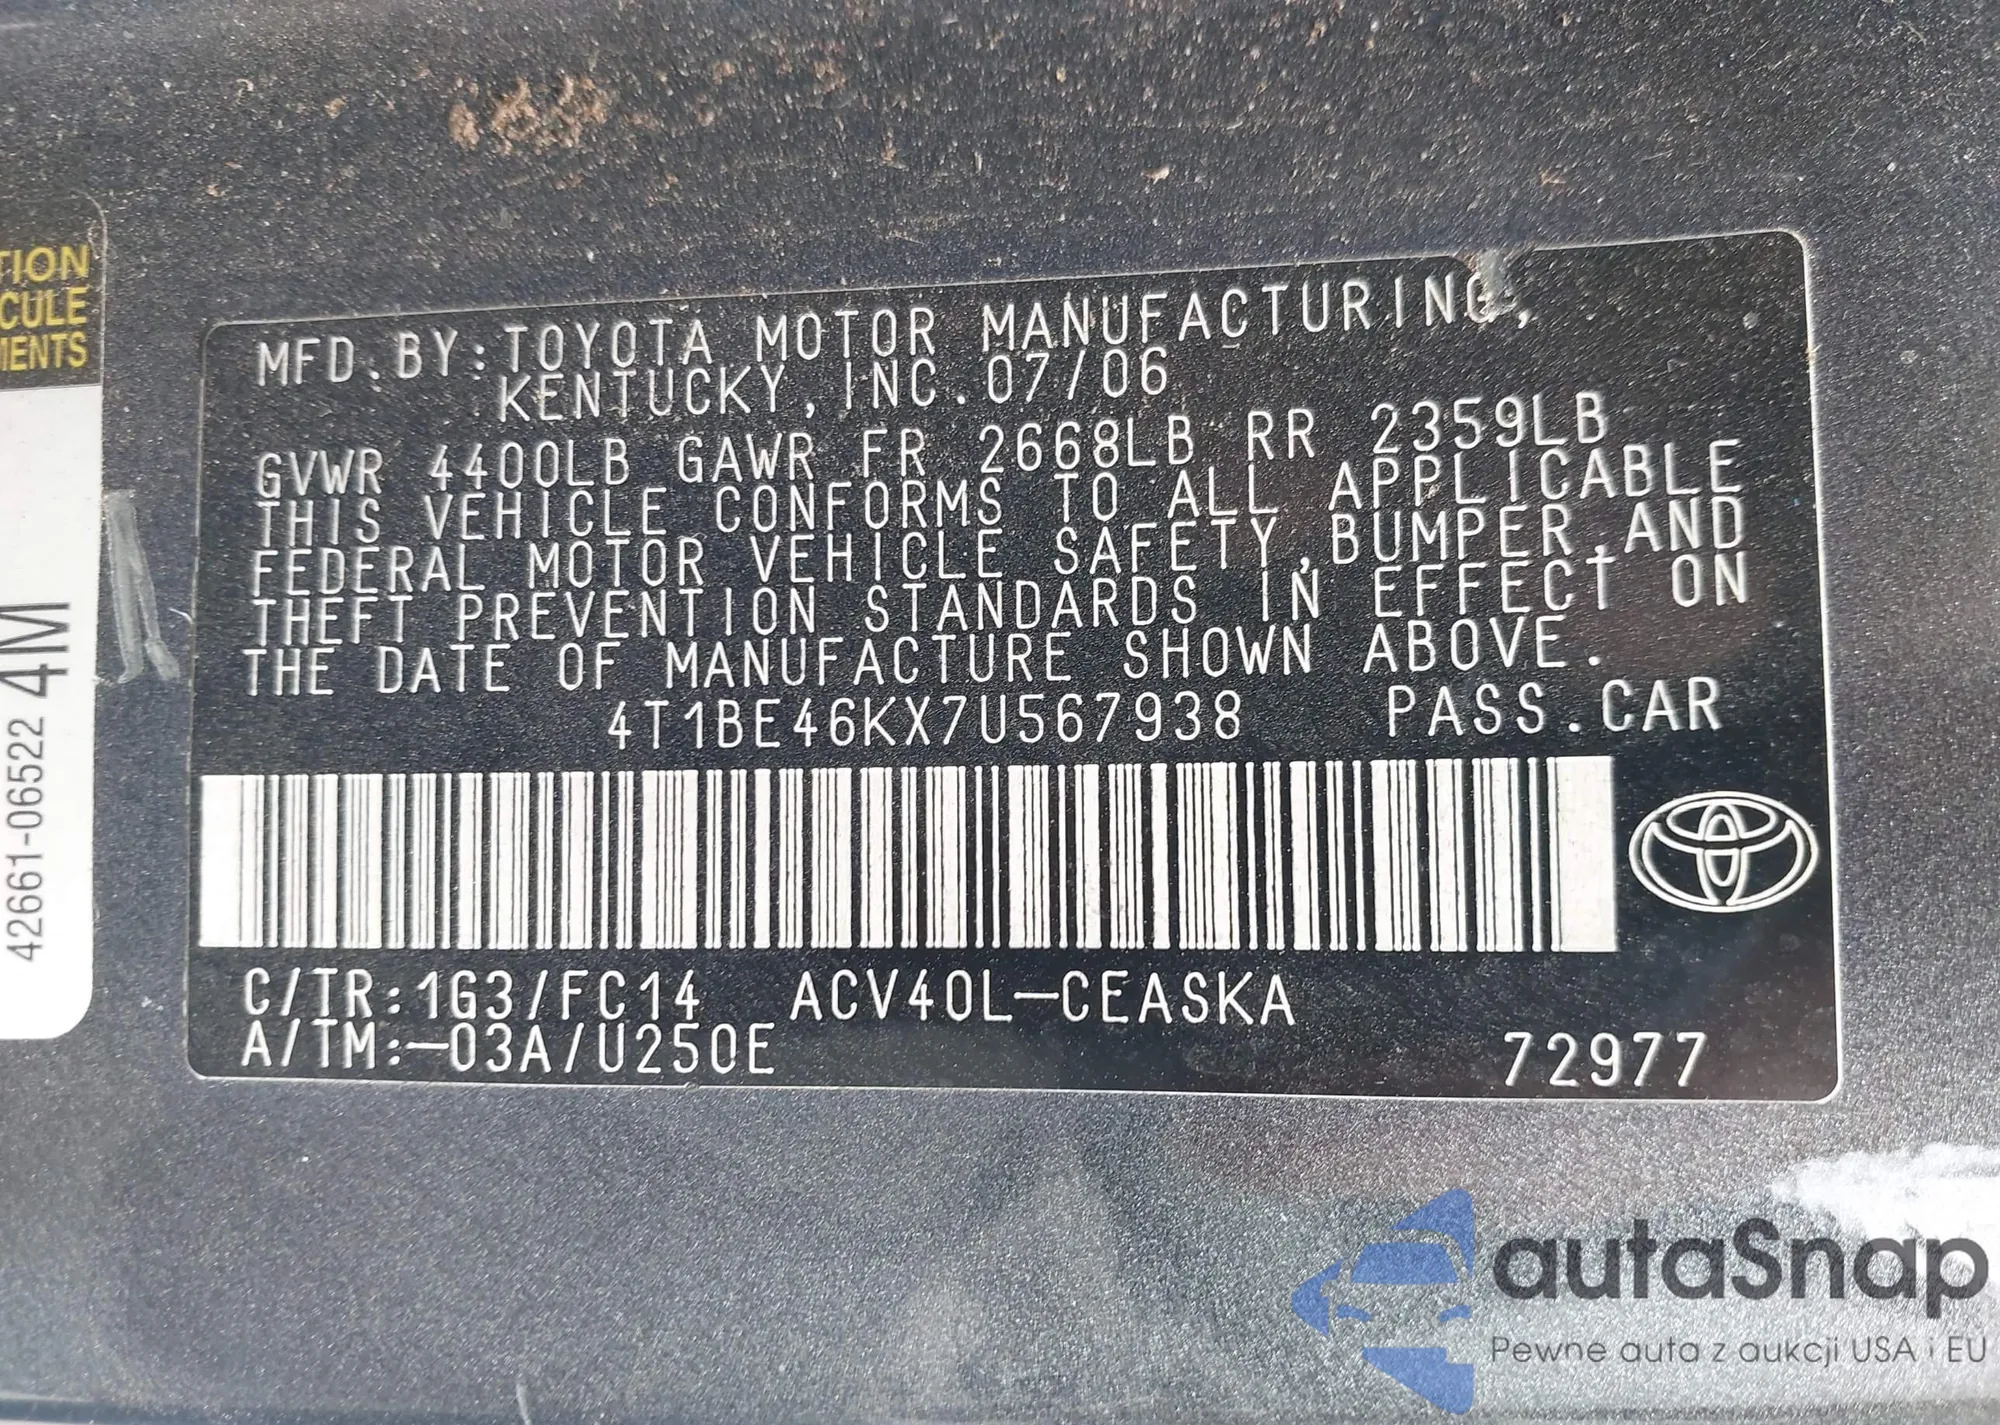 TION
CULE
MENTS
42661-06522 4M
MFD.BY:TOYOTA MOTOR MANUFACTURING,
KENTUCKY, INC. 07/06
GVWR 4400LB GAWR FR 2668LB RR 2359LB
THIS VEHICLE CONFORMS TO ALL APPLICABLE
FEDERAL MOTOR VEHICLE SAFETY,BUMPER,AND
THEFT PREVENTION STANDARDS IN EFFECT ON
THE DATE OF MANUFACTURE SHOWN ABOVE.
4T1BE46KX7U567938 PASS.CAR
C/TR:1G3/FC14 ACV40L-CEASKA
A/TM:-03A/U250E 72977
autaSnap
Pewne auta z aukcji USA i EU